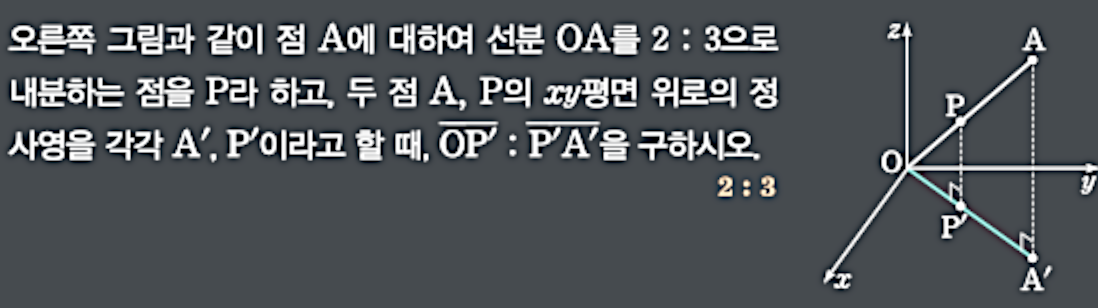 오른쪽 그림과 같이 점 A에 대하여 선분 OA를 2 : 3으로
내분하는 점을 P라 하고, 두 점 A, P의 xy평면 위로의 정
사영을 각각 A′, P′이라고 할 때, OP′ : P′A′을 구하시오.
2 : 3
z
A
P
O
y
P′
x
A′